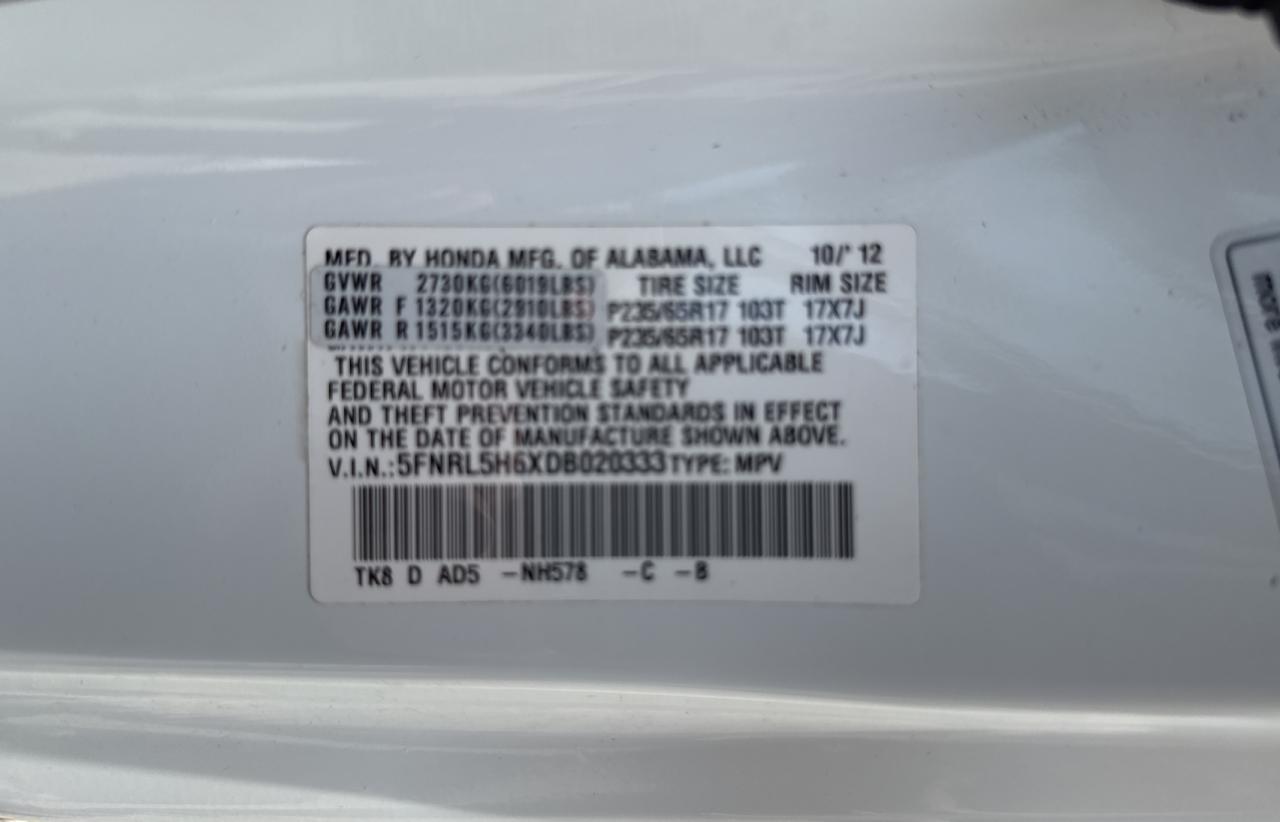 MFD. BY HONDA MFG. OF ALABAMA, LLC 10/'12
GVWR 2730KG(6019LBS) TIRE SIZE RIM SIZE
GAWR F 1320KG(2910LBS) P235/65R17 103T 17X7J
GAWR R 1515KG(3340LBS) P235/65R17 103T 17X7J
THIS VEHICLE CONFORMS TO ALL APPLICABLE
FEDERAL MOTOR VEHICLE SAFETY
AND THEFT PREVENTION STANDARDS IN EFFECT
ON THE DATE OF MANUFACTURE SHOWN ABOVE.
V.I.N.:5FNRL5H6XDB020333 TYPE: MPV
TK8 D AD5 -NH578 -C -B
more